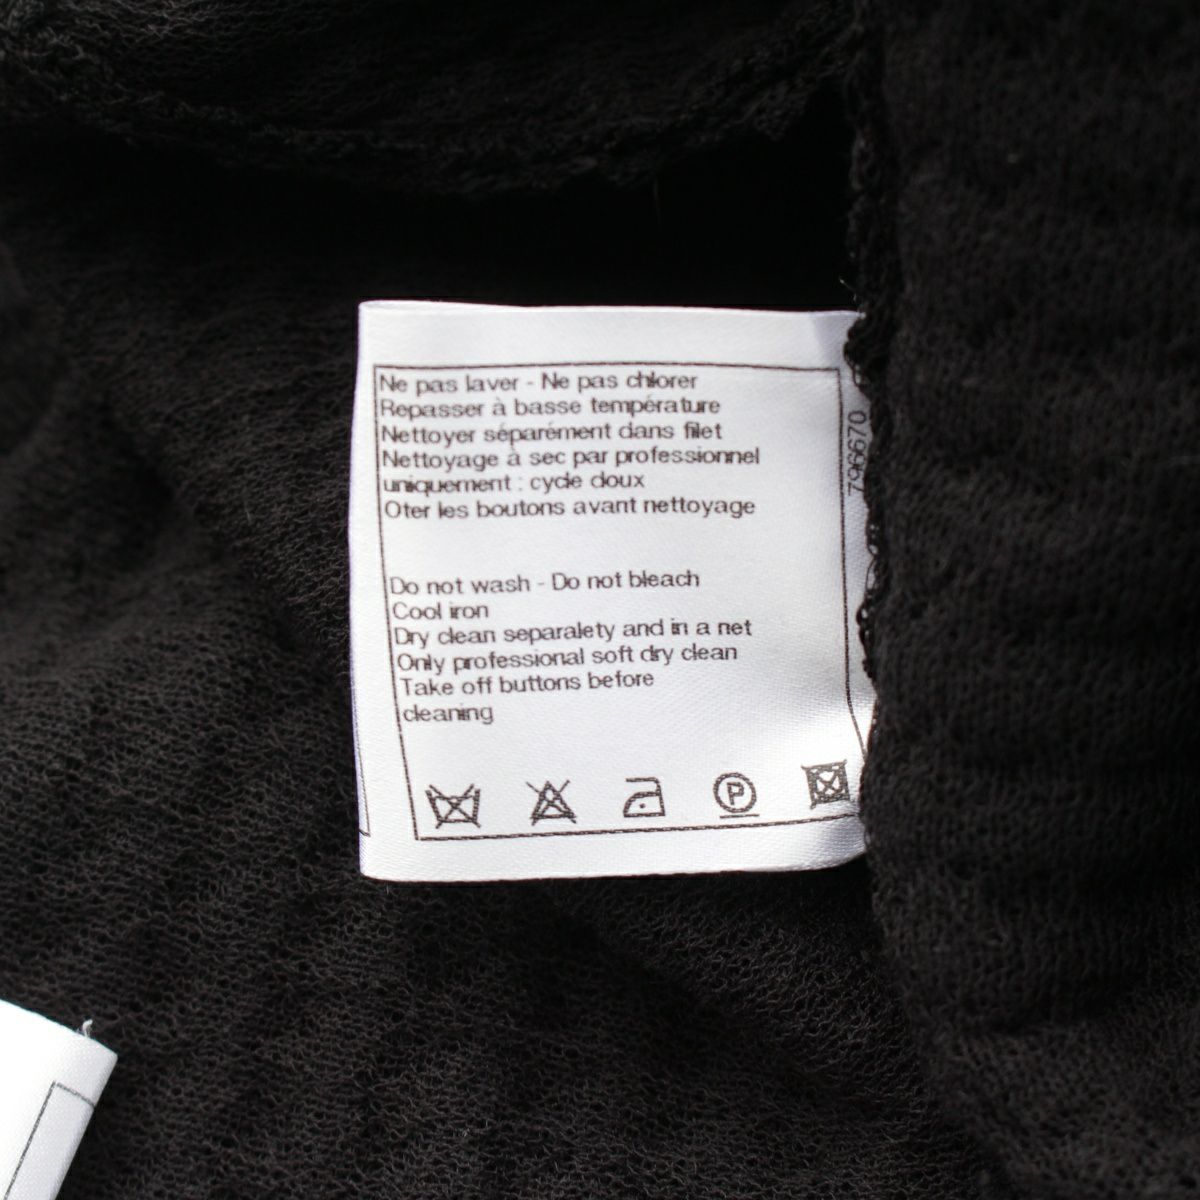 Ne pas laver - Ne pas chlorer
Repasser à basse température
Nettoyer séparément dans filet
Nettoyage à sec par professionnel
uniquement : cycle doux
Oter les boutons avant nettoyage
Do not wash - Do not bleach
Cool iron
Dry clean separalety and in a net
Only professional soft dry clean
Take off buttons before
cleaning
P
796670